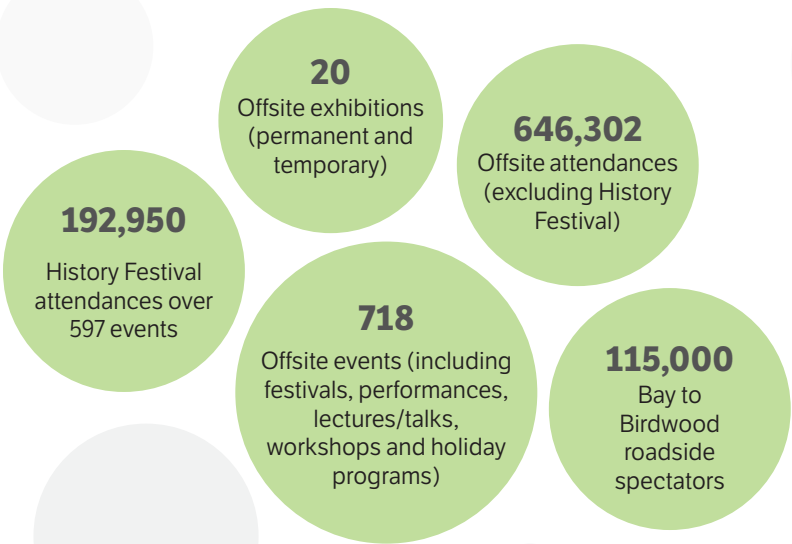 20
Offsite exhibitions
(permanent and
temporary)
646,302
Offsite attendances
(excluding History
Festival)
192,950
History Festival
attendances over
597 events
718
Offsite events (including
festivals, performances,
lectures/talks,
workshops and holiday
programs)
115,000
Bay to
Birdwood
roadside
spectators